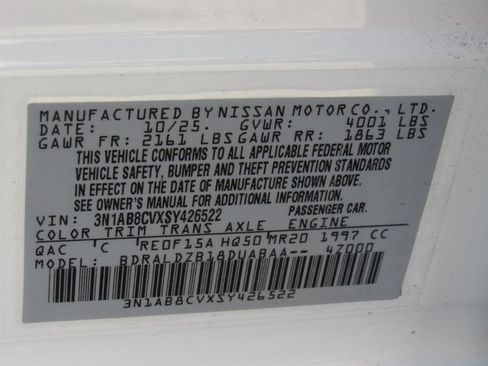 MANUFACTURED BY NISSAN MOTOR CO., LTD.
DATE: 10/25. GVWR: 4001 LBS
GAWR FR: 2161 LBS GAWR RR: 1863 LBS
THIS VEHICLE CONFORMS TO ALL APPLICABLE FEDERAL MOTOR
VEHICLE SAFETY, BUMPER AND THEFT PREVENTION STANDARDS
IN EFFECT ON THE DATE OF MANUFACTURE SHOWN ABOVE.
SEE OWNER'S MANUAL FOR ADDITIONAL INFORMATION.
VIN: 3N1AB8CVXSY426522 PASSENGER CAR.
COLOR TRIM TRANS AXLE ENGINE
QAC C RE0F15A HQ50 MR20 1997 CC
MODEL: BDRALDZB18DUABAA-- 47000
3N1AB8CVXSY426522